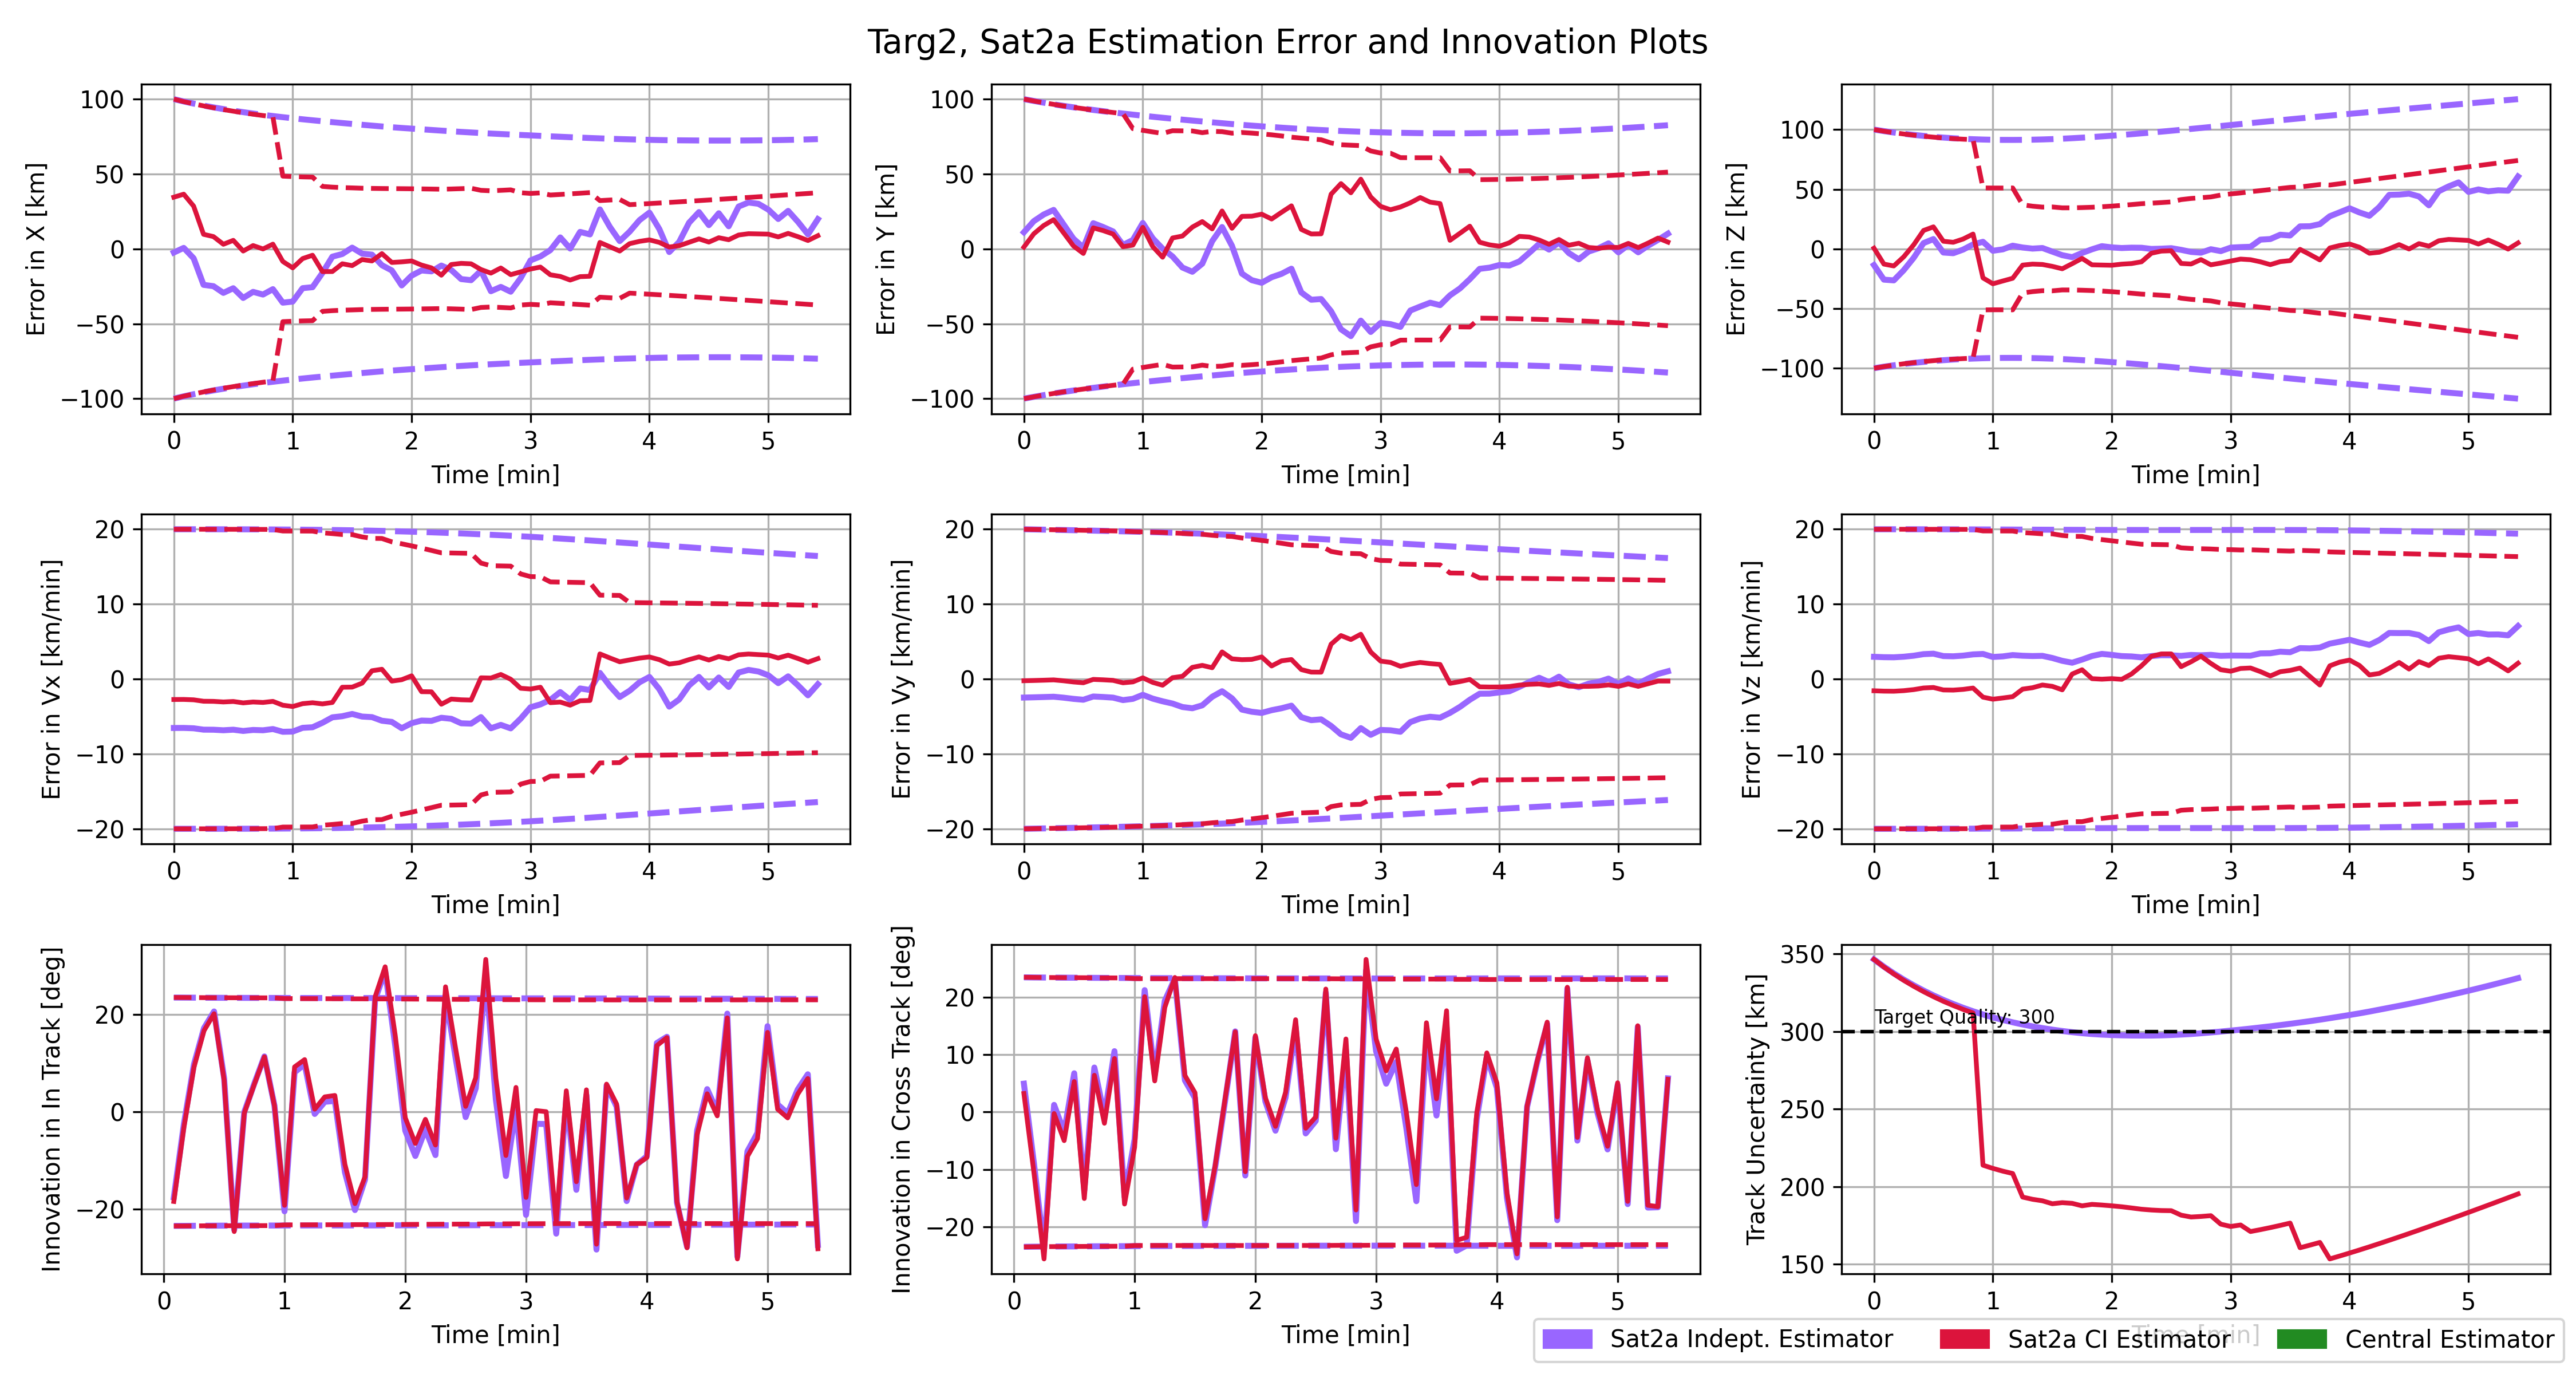 Targ2, Sat2a Estimation Error and Innovation Plots
Error in X [km]
100
50
0
−50
−100
0 1 2 3 4 5
Time [min]
Error in Y [km]
100
50
0
−50
−100
0 1 2 3 4 5
Time [min]
Error in Z [km]
100
50
0
−50
−100
0 1 2 3 4 5
Time [min]
Error in Vx [km/min]
20
10
0
−10
−20
0 1 2 3 4 5
Time [min]
Error in Vy [km/min]
20
10
0
−10
−20
0 1 2 3 4 5
Time [min]
Error in Vz [km/min]
20
10
0
−10
−20
0 1 2 3 4 5
Time [min]
Innovation in In Track [deg]
20
0
−20
0 1 2 3 4 5
Time [min]
Innovation in Cross Track [deg]
20
10
0
−10
−20
0 1 2 3 4 5
Time [min]
Track Uncertainty [km]
350
300
250
200
150
Target Quality: 300
0 1 2 3 4 5
Time [min]
Sat2a Indept. Estimator Sat2a CI Estimator Central Estimator